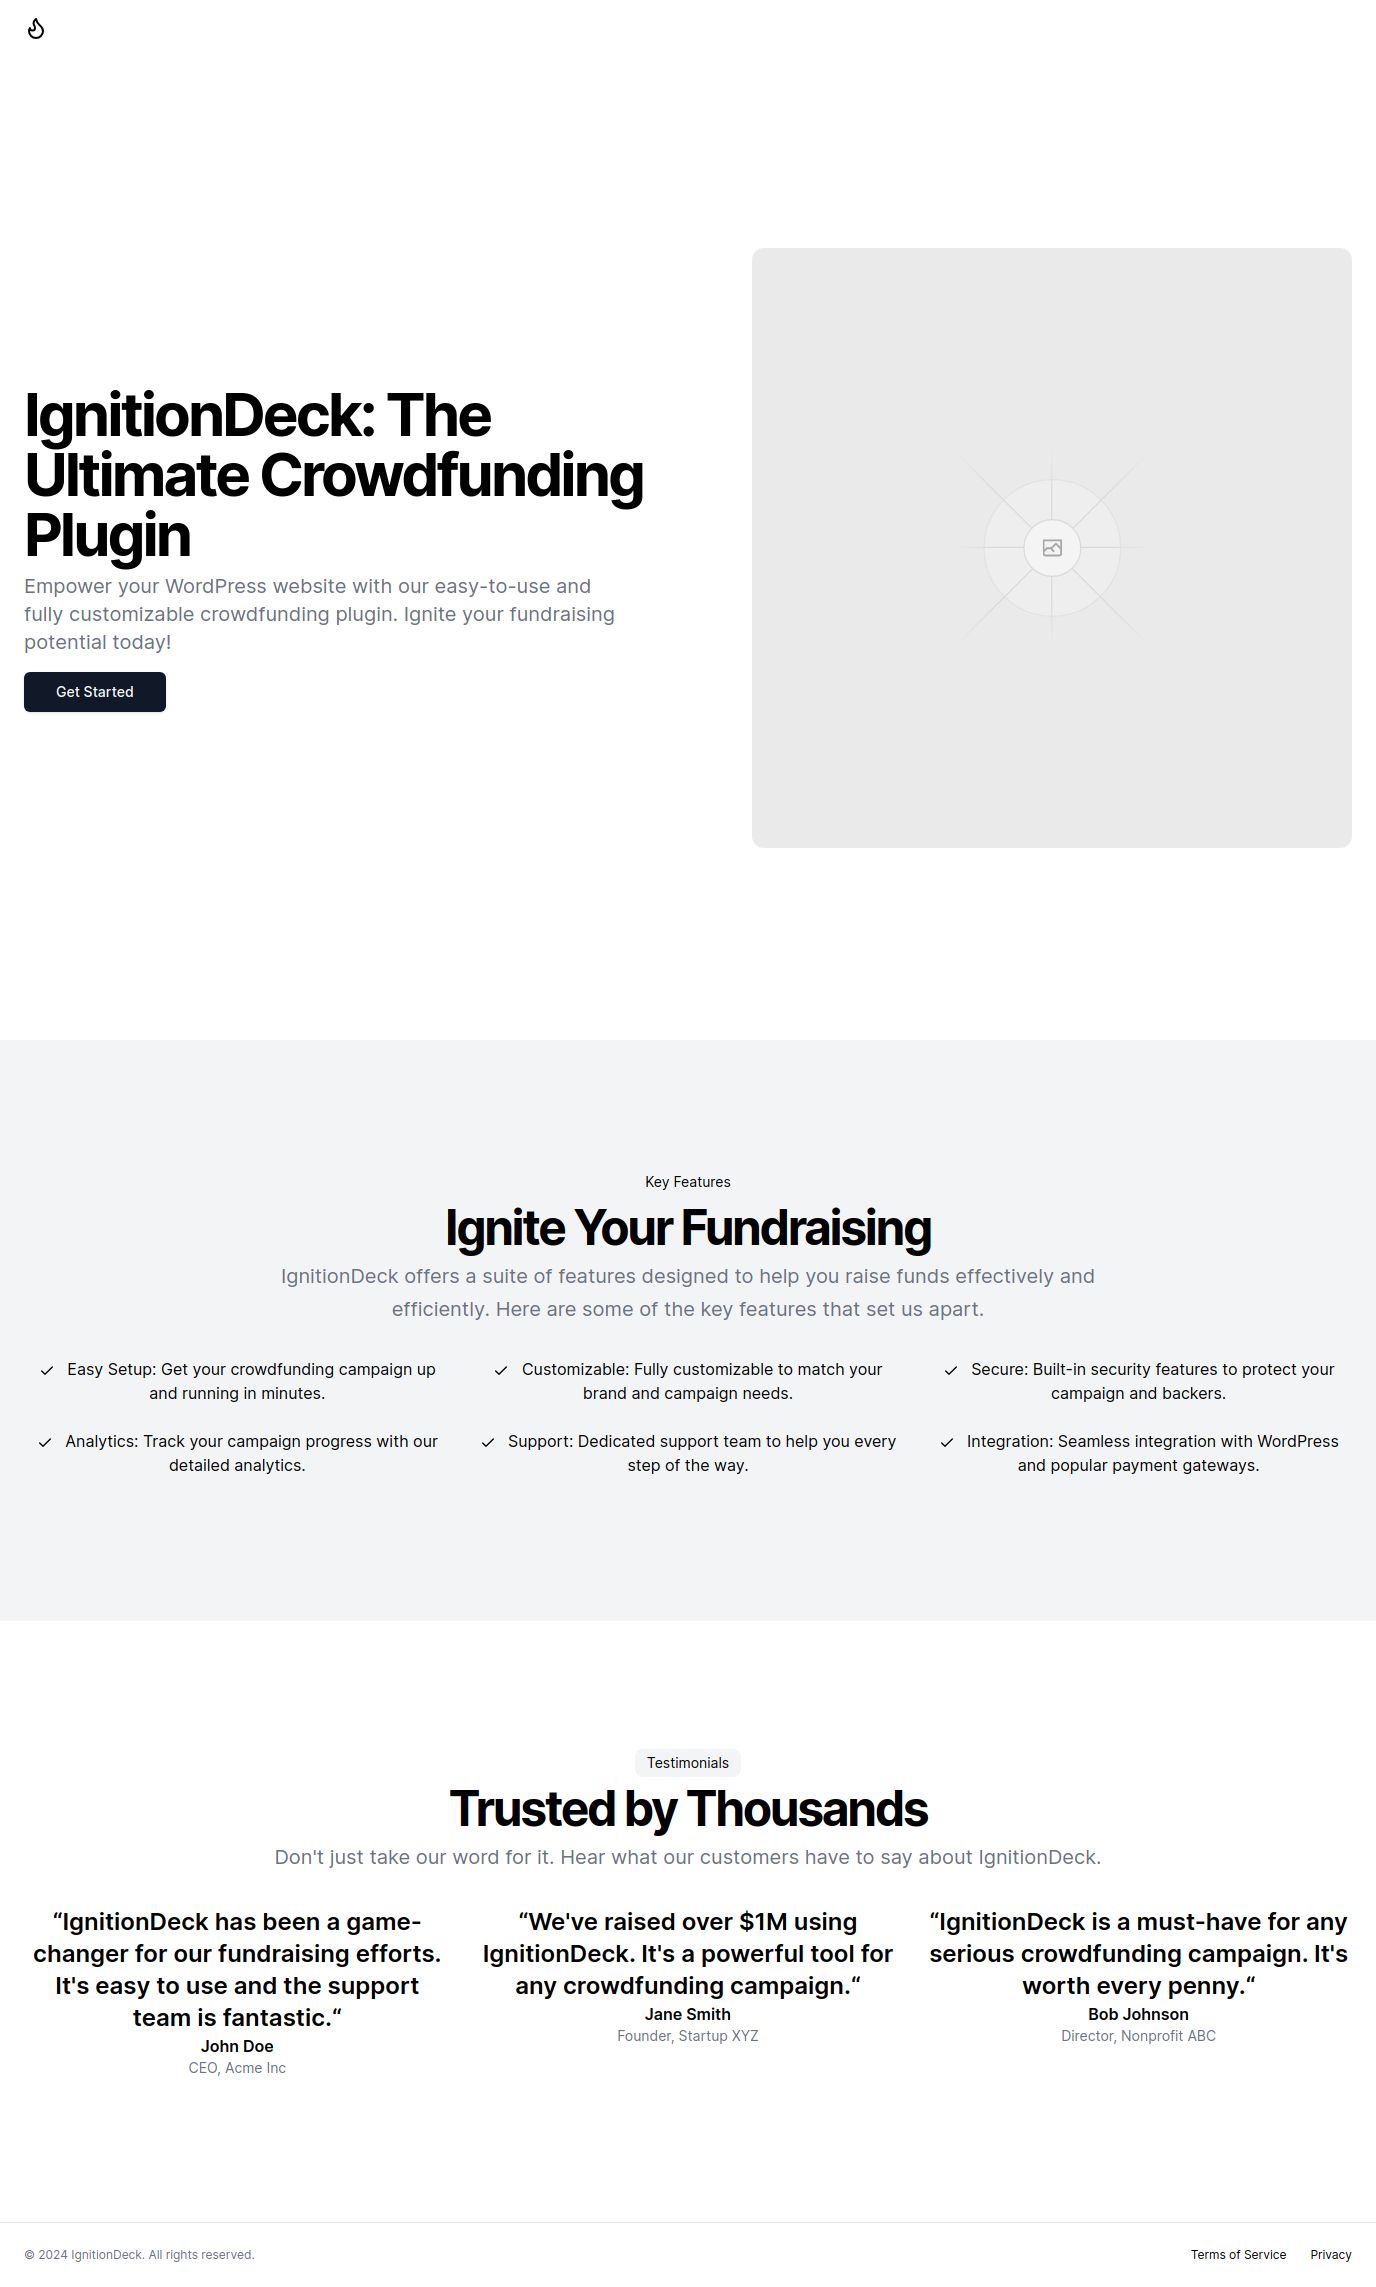 IgnitionDeck: The
Ultimate Crowdfunding
Plugin
Empower your WordPress website with our easy-to-use and
fully customizable crowdfunding plugin. Ignite your fundraising
potential today!
Get Started
Key Features
Ignite Your Fundraising
IgnitionDeck offers a suite of features designed to help you raise funds effectively and
efficiently. Here are some of the key features that set us apart.
Easy Setup: Get your crowdfunding campaign up
and running in minutes.
Customizable: Fully customizable to match your
brand and campaign needs.
Secure: Built-in security features to protect your
campaign and backers.
Analytics: Track your campaign progress with our
detailed analytics.
Support: Dedicated support team to help you every
step of the way.
Integration: Seamless integration with WordPress
and popular payment gateways.
Testimonials
Trusted by Thousands
Don't just take our word for it. Hear what our customers have to say about IgnitionDeck.
“IgnitionDeck has been a game-
changer for our fundraising efforts.
It's easy to use and the support
team is fantastic.“
John Doe
CEO, Acme Inc
“We've raised over $1M using
IgnitionDeck. It's a powerful tool for
any crowdfunding campaign.“
Jane Smith
Founder, Startup XYZ
“IgnitionDeck is a must-have for any
serious crowdfunding campaign. It's
worth every penny.“
Bob Johnson
Director, Nonprofit ABC
© 2024 IgnitionDeck. All rights reserved.
Terms of Service
Privacy